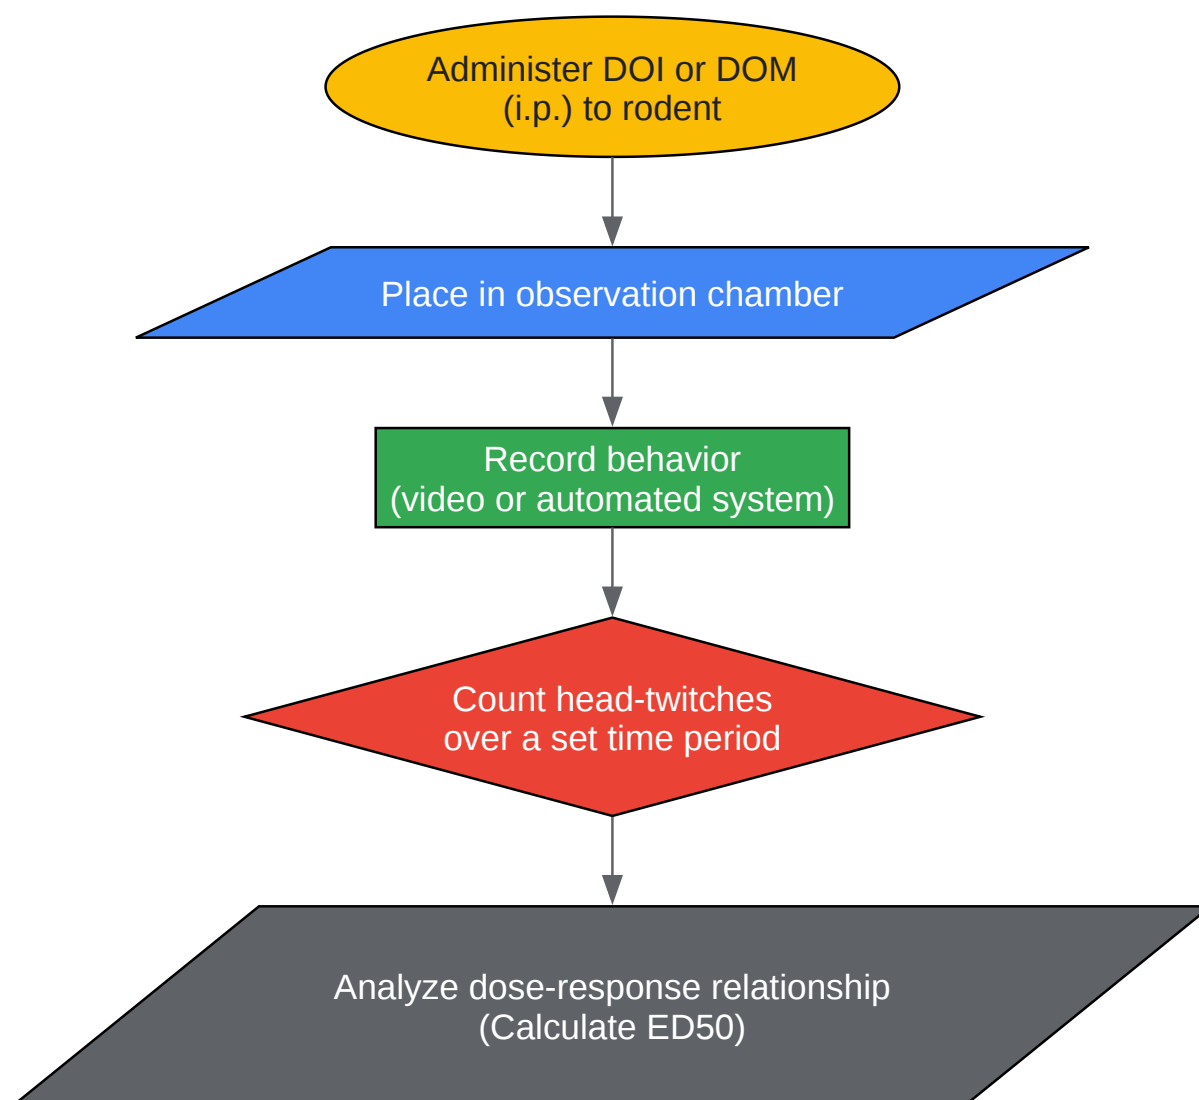 Administer DOI or DOM
(i.p.) to rodent
Place in observation chamber
Record behavior
(video or automated system)
Count head-twitches
over a set time period
Analyze dose-response relationship
(Calculate ED50)